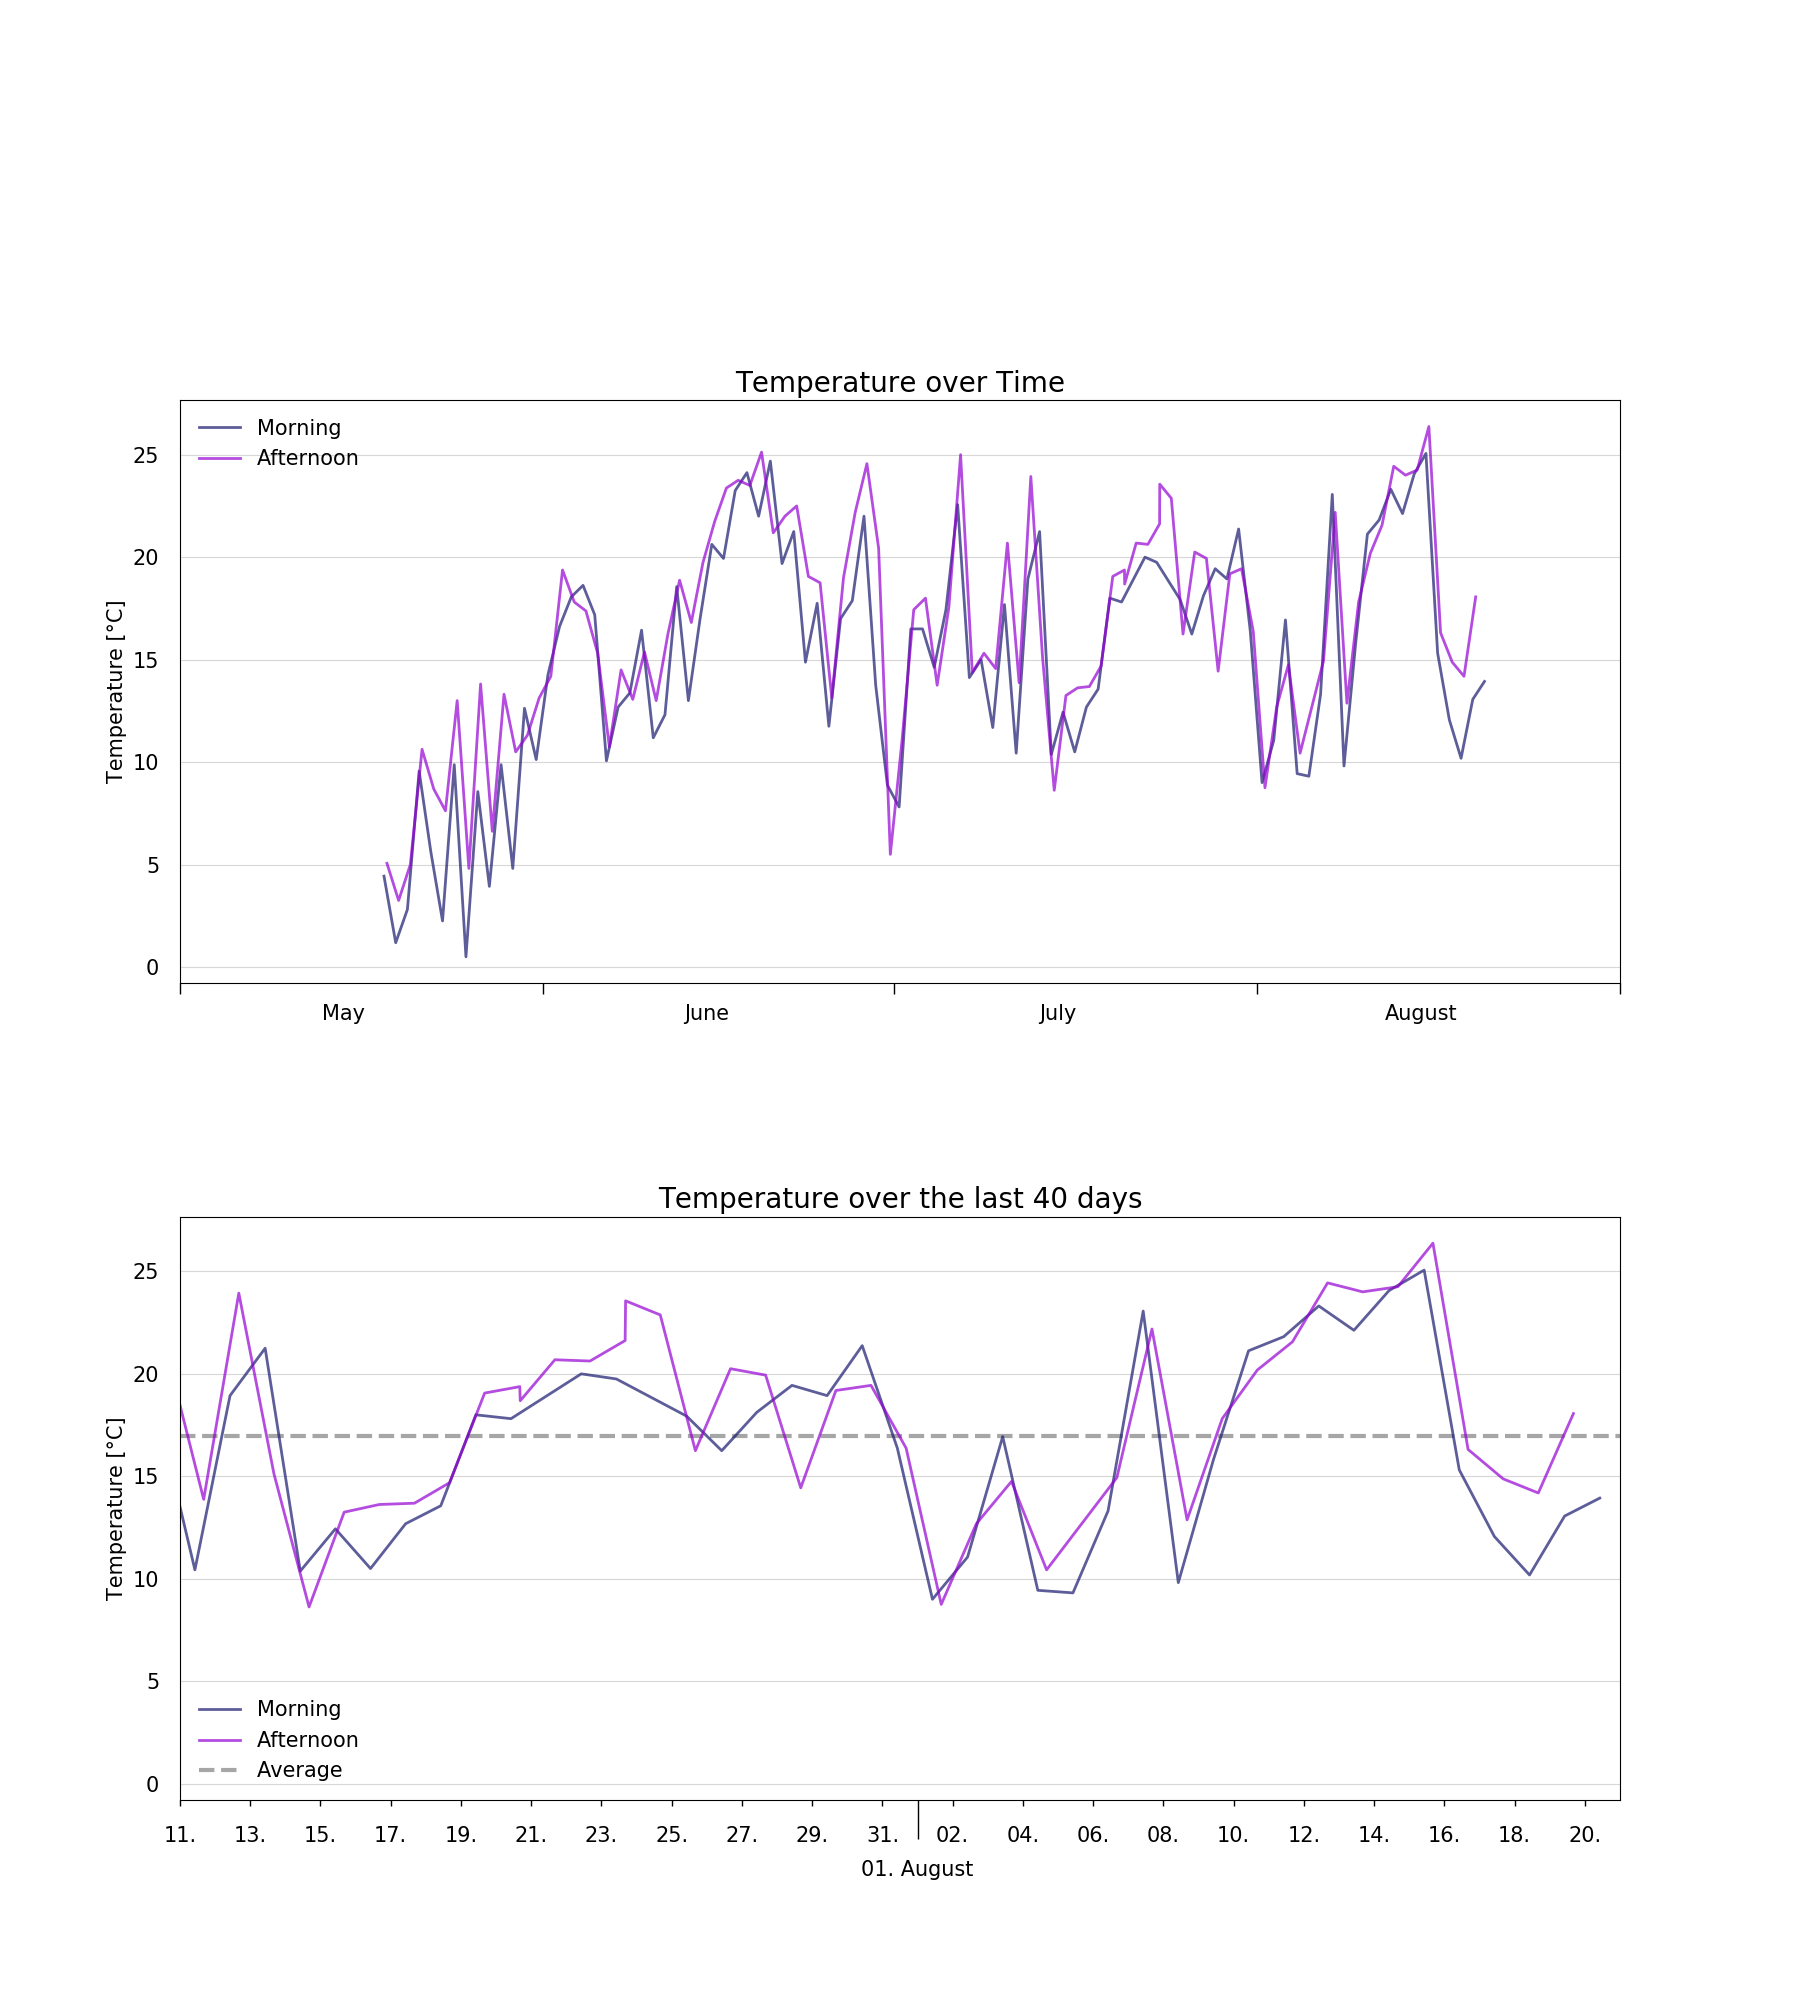 Temperature over Time
Morning
Afternoon
25
20
15
10
5
0
Temperature [°C]
May June July August
Temperature over the last 40 days
25
20
15
10
5
0
Temperature [°C]
Morning
Afternoon
Average
11. 13. 15. 17. 19. 21. 23. 25. 27. 29. 31. 02. 04. 06. 08. 10. 12. 14. 16. 18. 20.
01. August